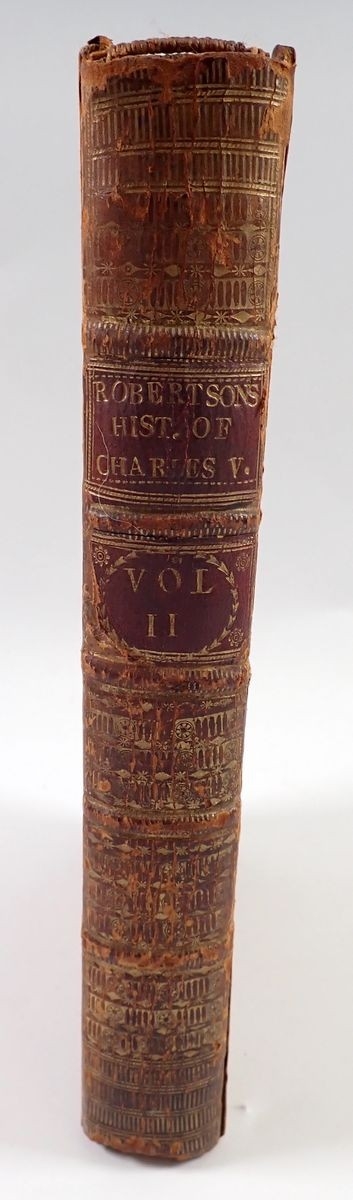 ROBERTSONS
HIST. OF
CHARLES V.
VOL
II